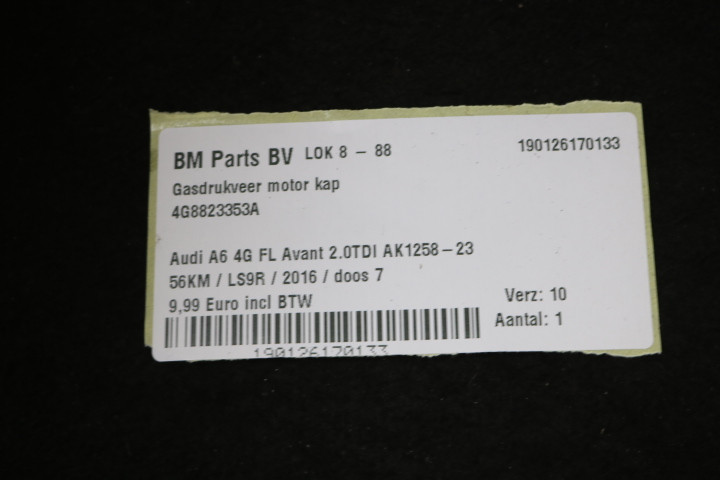 BM Parts BV LOK 8 - 88 190126170133
Gasdrukveer motor kap
4G8823353A
Audi A6 4G FL Avant 2.0TDI AK1258-23
56KM / LS9R / 2016 / doos 7
9,99 Euro incl BTW
Verz: 10
Aantal: 1
190126170133